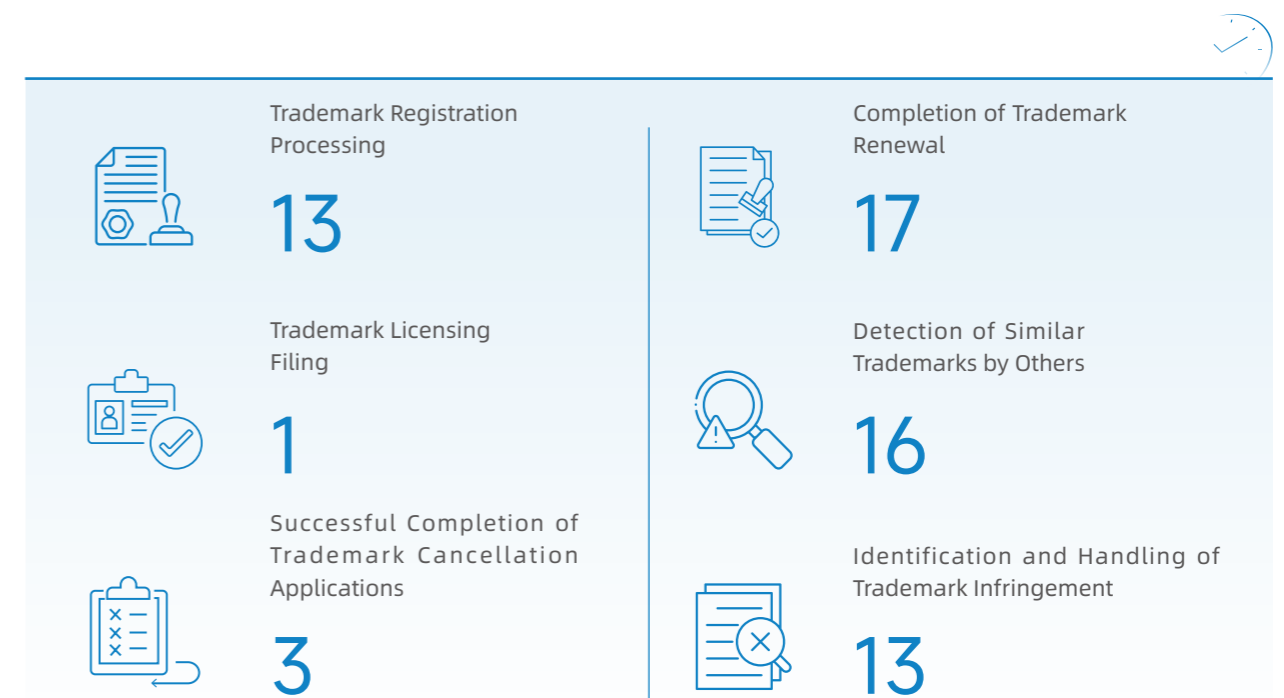 Trademark Registration
Processing
13
Completion of Trademark
Renewal
17
Trademark Licensing
Filing
1
Detection of Similar
Trademarks by Others
16
Successful Completion of
Trademark Cancellation
Applications
3
Identification and Handling of
Trademark Infringement
13